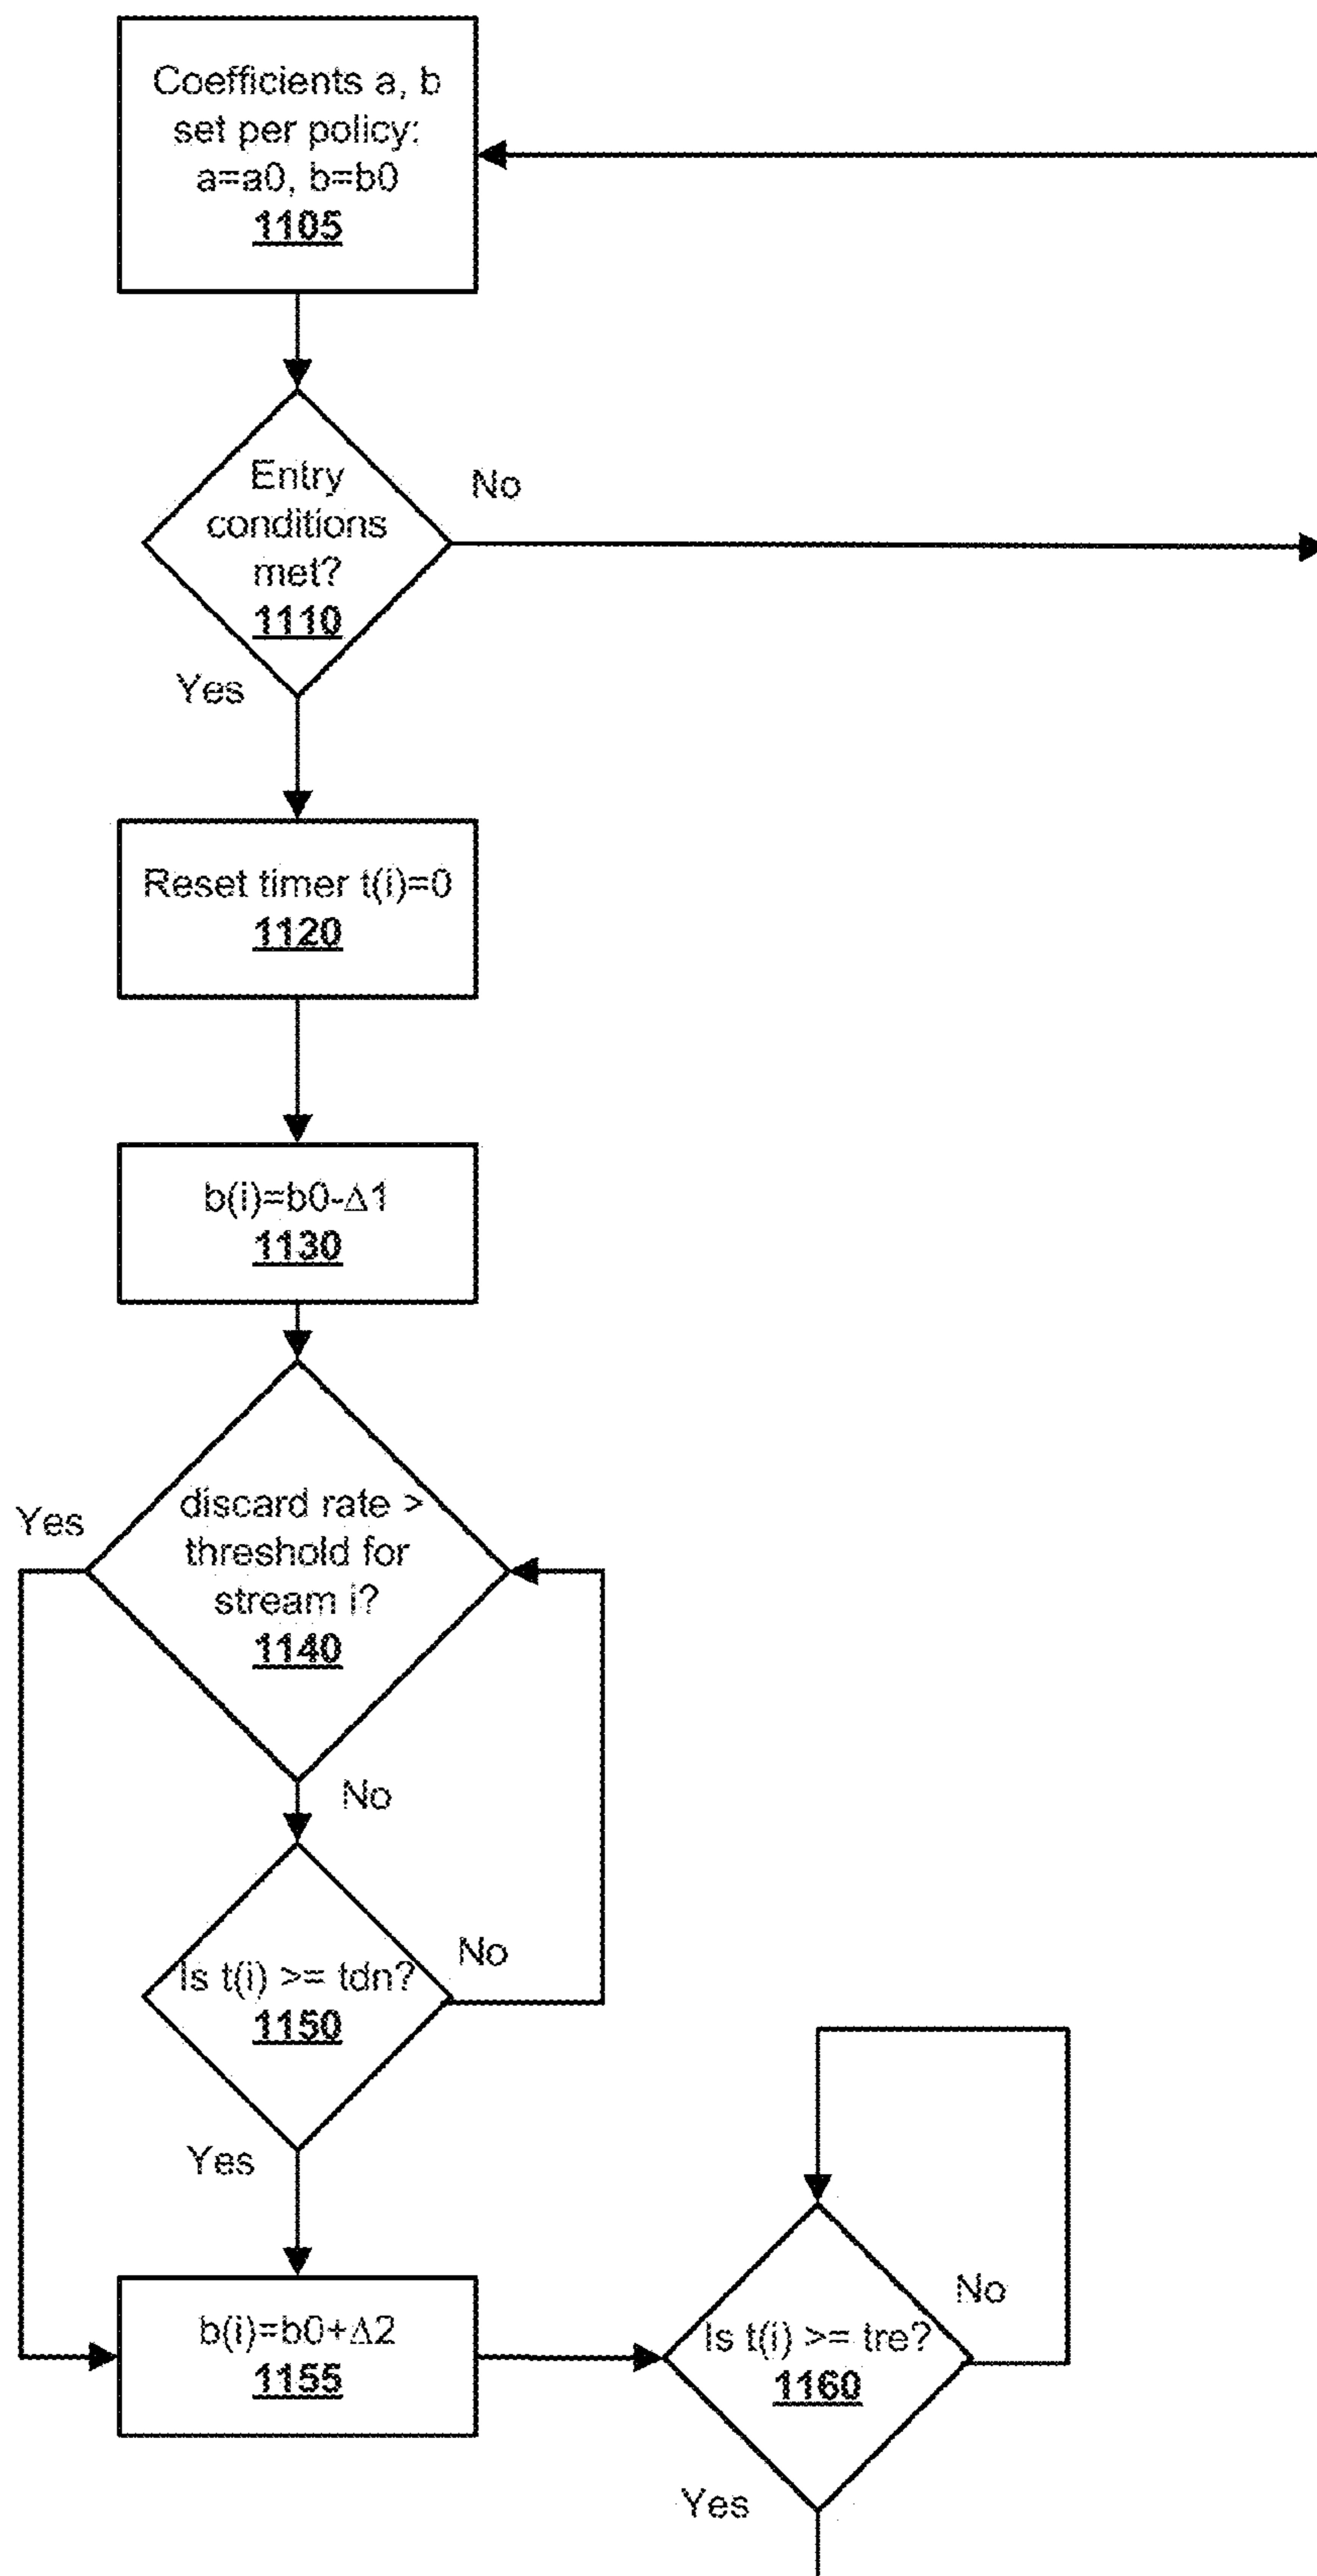 Coefficients a, b
set per policy:
a=a0, b=b0
1105
Entry
conditions
met?
1110
No
Yes
Reset timer t(i)=0
1120
b(i)=b0-Δ1
1130
discard rate >
threshold for
stream i?
1140
Yes
No
Is t(i) >= tdn?
1150
No
Yes
b(i)=b0+Δ2
1155
Is t(i) >= tre?
1160
No
Yes